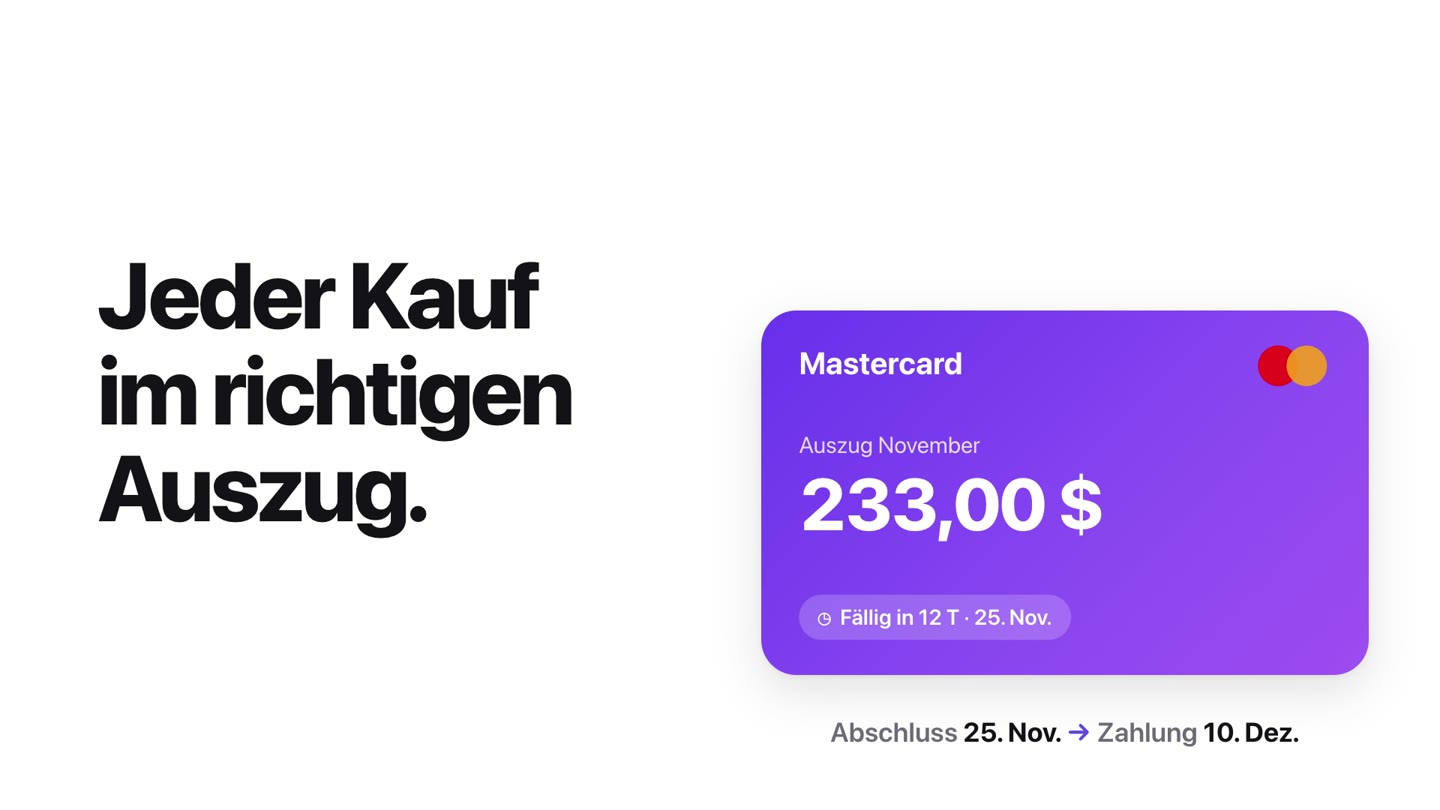 Jeder Kauf
im richtigen
Auszug.
Mastercard
Auszug November
233,00 $
Fällig in 12 T · 25. Nov.
Abschluss 25. Nov. → Zahlung 10. Dez.